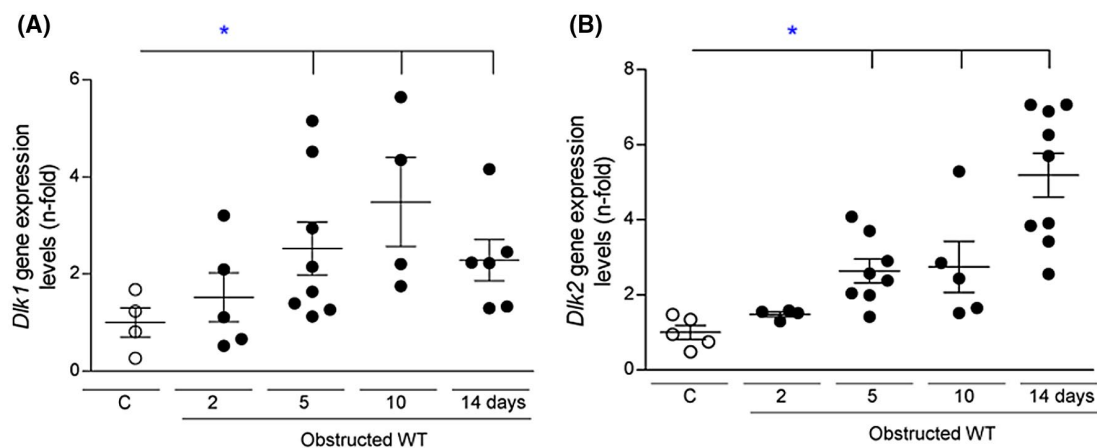 (A)
*
6
4
2
0
Dlk1 gene expression
levels (n-fold)
C 2 5 10 14 days
Obstructed WT
(B)
*
8
6
4
2
0
Dlk2 gene expression
levels (n-fold)
C 2 5 10 14 days
Obstructed WT